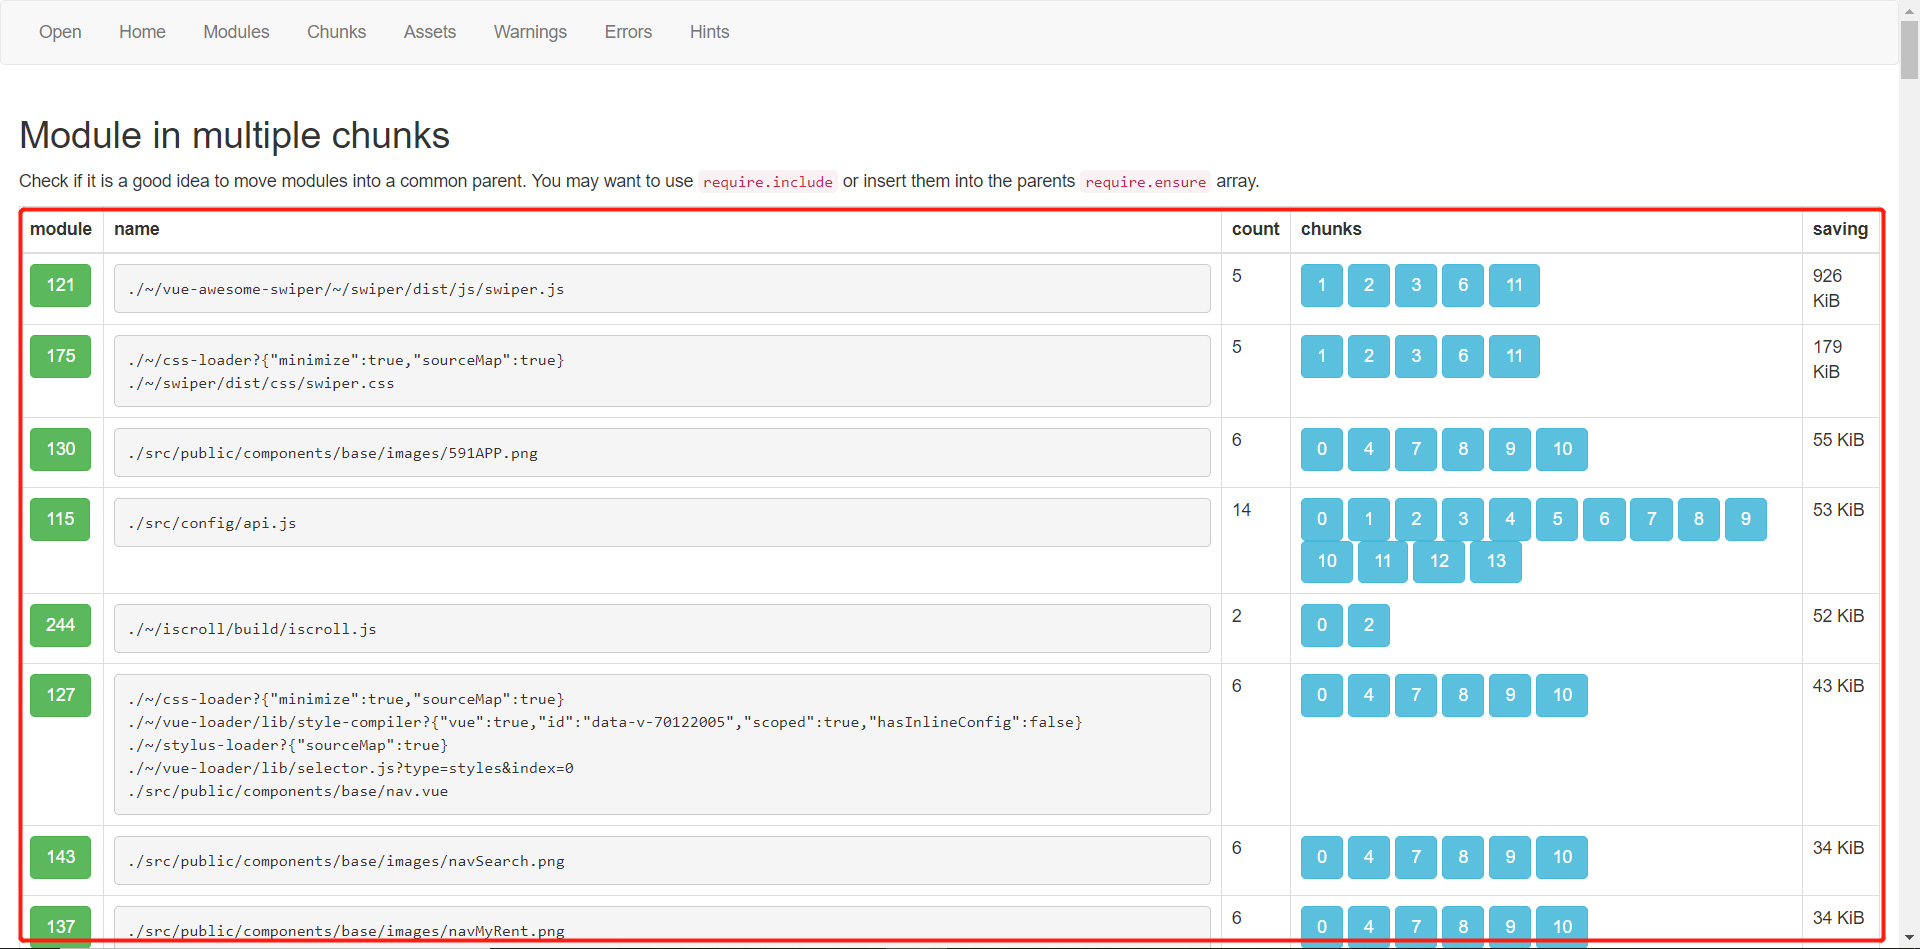 Open Home Modules Chunks Assets Warnings Errors Hints
Module in multiple chunks
Check if it is a good idea to move modules into a common parent. You may want to use require.include or insert them into the parents require.ensure array.
module name count chunks saving
121 ./~/vue-awesome-swiper/~/swiper/dist/js/swiper.js 5 1 2 3 6 11 926 KiB
175 ./~/css-loader?{"minimize":true,"sourceMap":true} 5 1 2 3 6 11 179 KiB
./~/swiper/dist/css/swiper.css
130 ./src/public/components/base/images/591APP.png 6 0 4 7 8 9 10 55 KiB
115 ./src/config/api.js 14 0 1 2 3 4 5 6 7 8 9 53 KiB
10 11 12 13
244 ./~/iscroll/build/iscroll.js 2 0 2 52 KiB
127 ./~/css-loader?{"minimize":true,"sourceMap":true} 6 0 4 7 8 9 10 43 KiB
./~/vue-loader/lib/style-compiler?{"vue":true,"id":"data-v-70122005","scoped":true,"hasInlineConfig":false}
./~/stylus-loader?{"sourceMap":true}
./~/vue-loader/lib/selector.js?type=styles&index=0
./src/public/components/base/nav.vue
143 ./src/public/components/base/images/navSearch.png 6 0 4 7 8 9 10 34 KiB
137 ./src/public/components/base/images/navMyRent.png 6 0 4 7 8 9 10 34 KiB